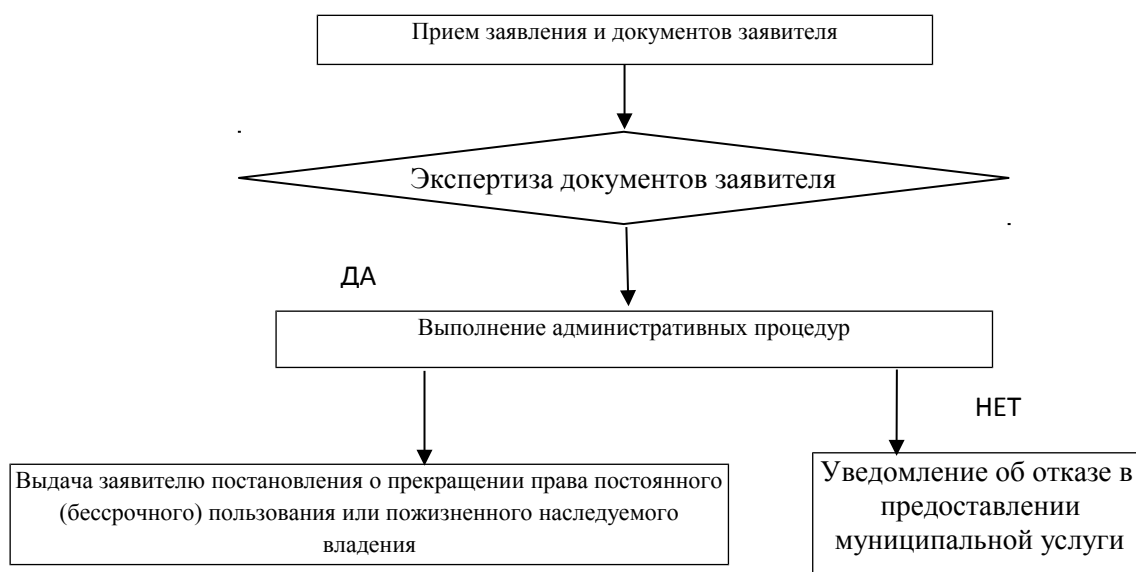 Прием заявления и документов заявителя
Экспертиза документов заявителя
ДА
Выполнение административных процедур
НЕТ
Выдача заявителю постановления о прекращении права постоянного
(бессрочного) пользования или пожизненного наследуемого
владения
Уведомление об отказе в
предоставлении
муниципальной услуги